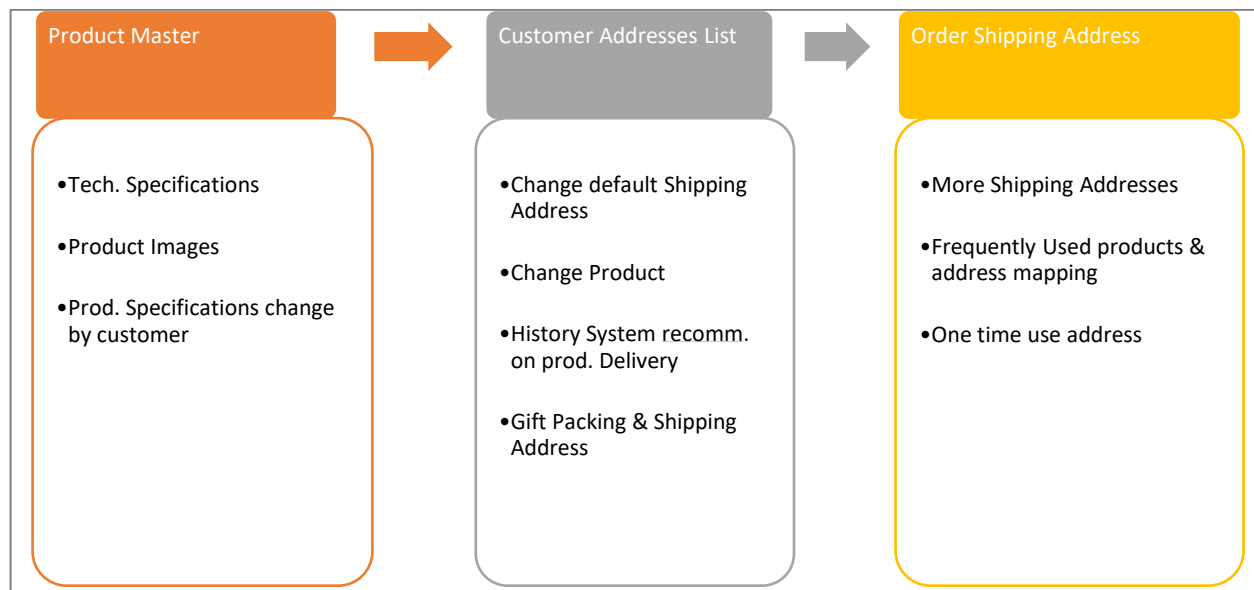 Product Master
•Tech. Specifications
•Product Images
•Prod. Specifications change
by customer
Customer Addresses List
•Change default Shipping
Address
•Change Product
•History System recomm.
on prod. Delivery
•Gift Packing & Shipping
Address
Order Shipping Address
•More Shipping Addresses
•Frequently Used products &
address mapping
•One time use address